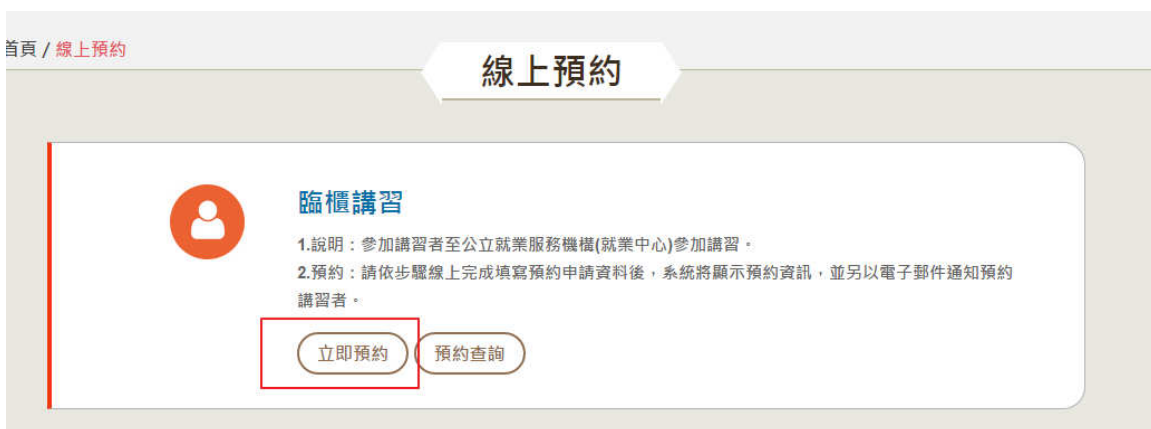 首頁 / 線上預約
線上預約
臨櫃講習
1.說明：參加講習者至公立就業服務機構(就業中心)參加講習。
2.預約：請依步驟線上完成填寫預約申請資料後，系統將顯示預約資訊，並另以電子郵件通知預約
講習者。
立即預約 預約查詢